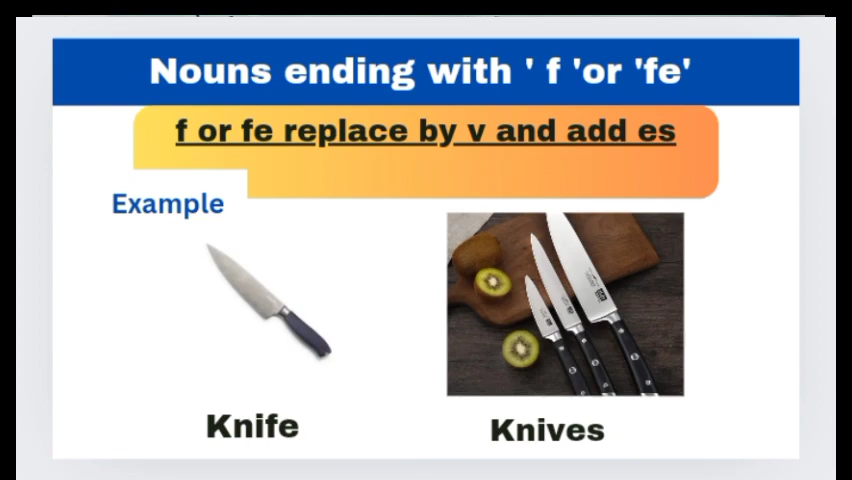 Nouns ending with ' f 'or 'fe'
f or fe replace by v and add es
Example
Knife
Knives